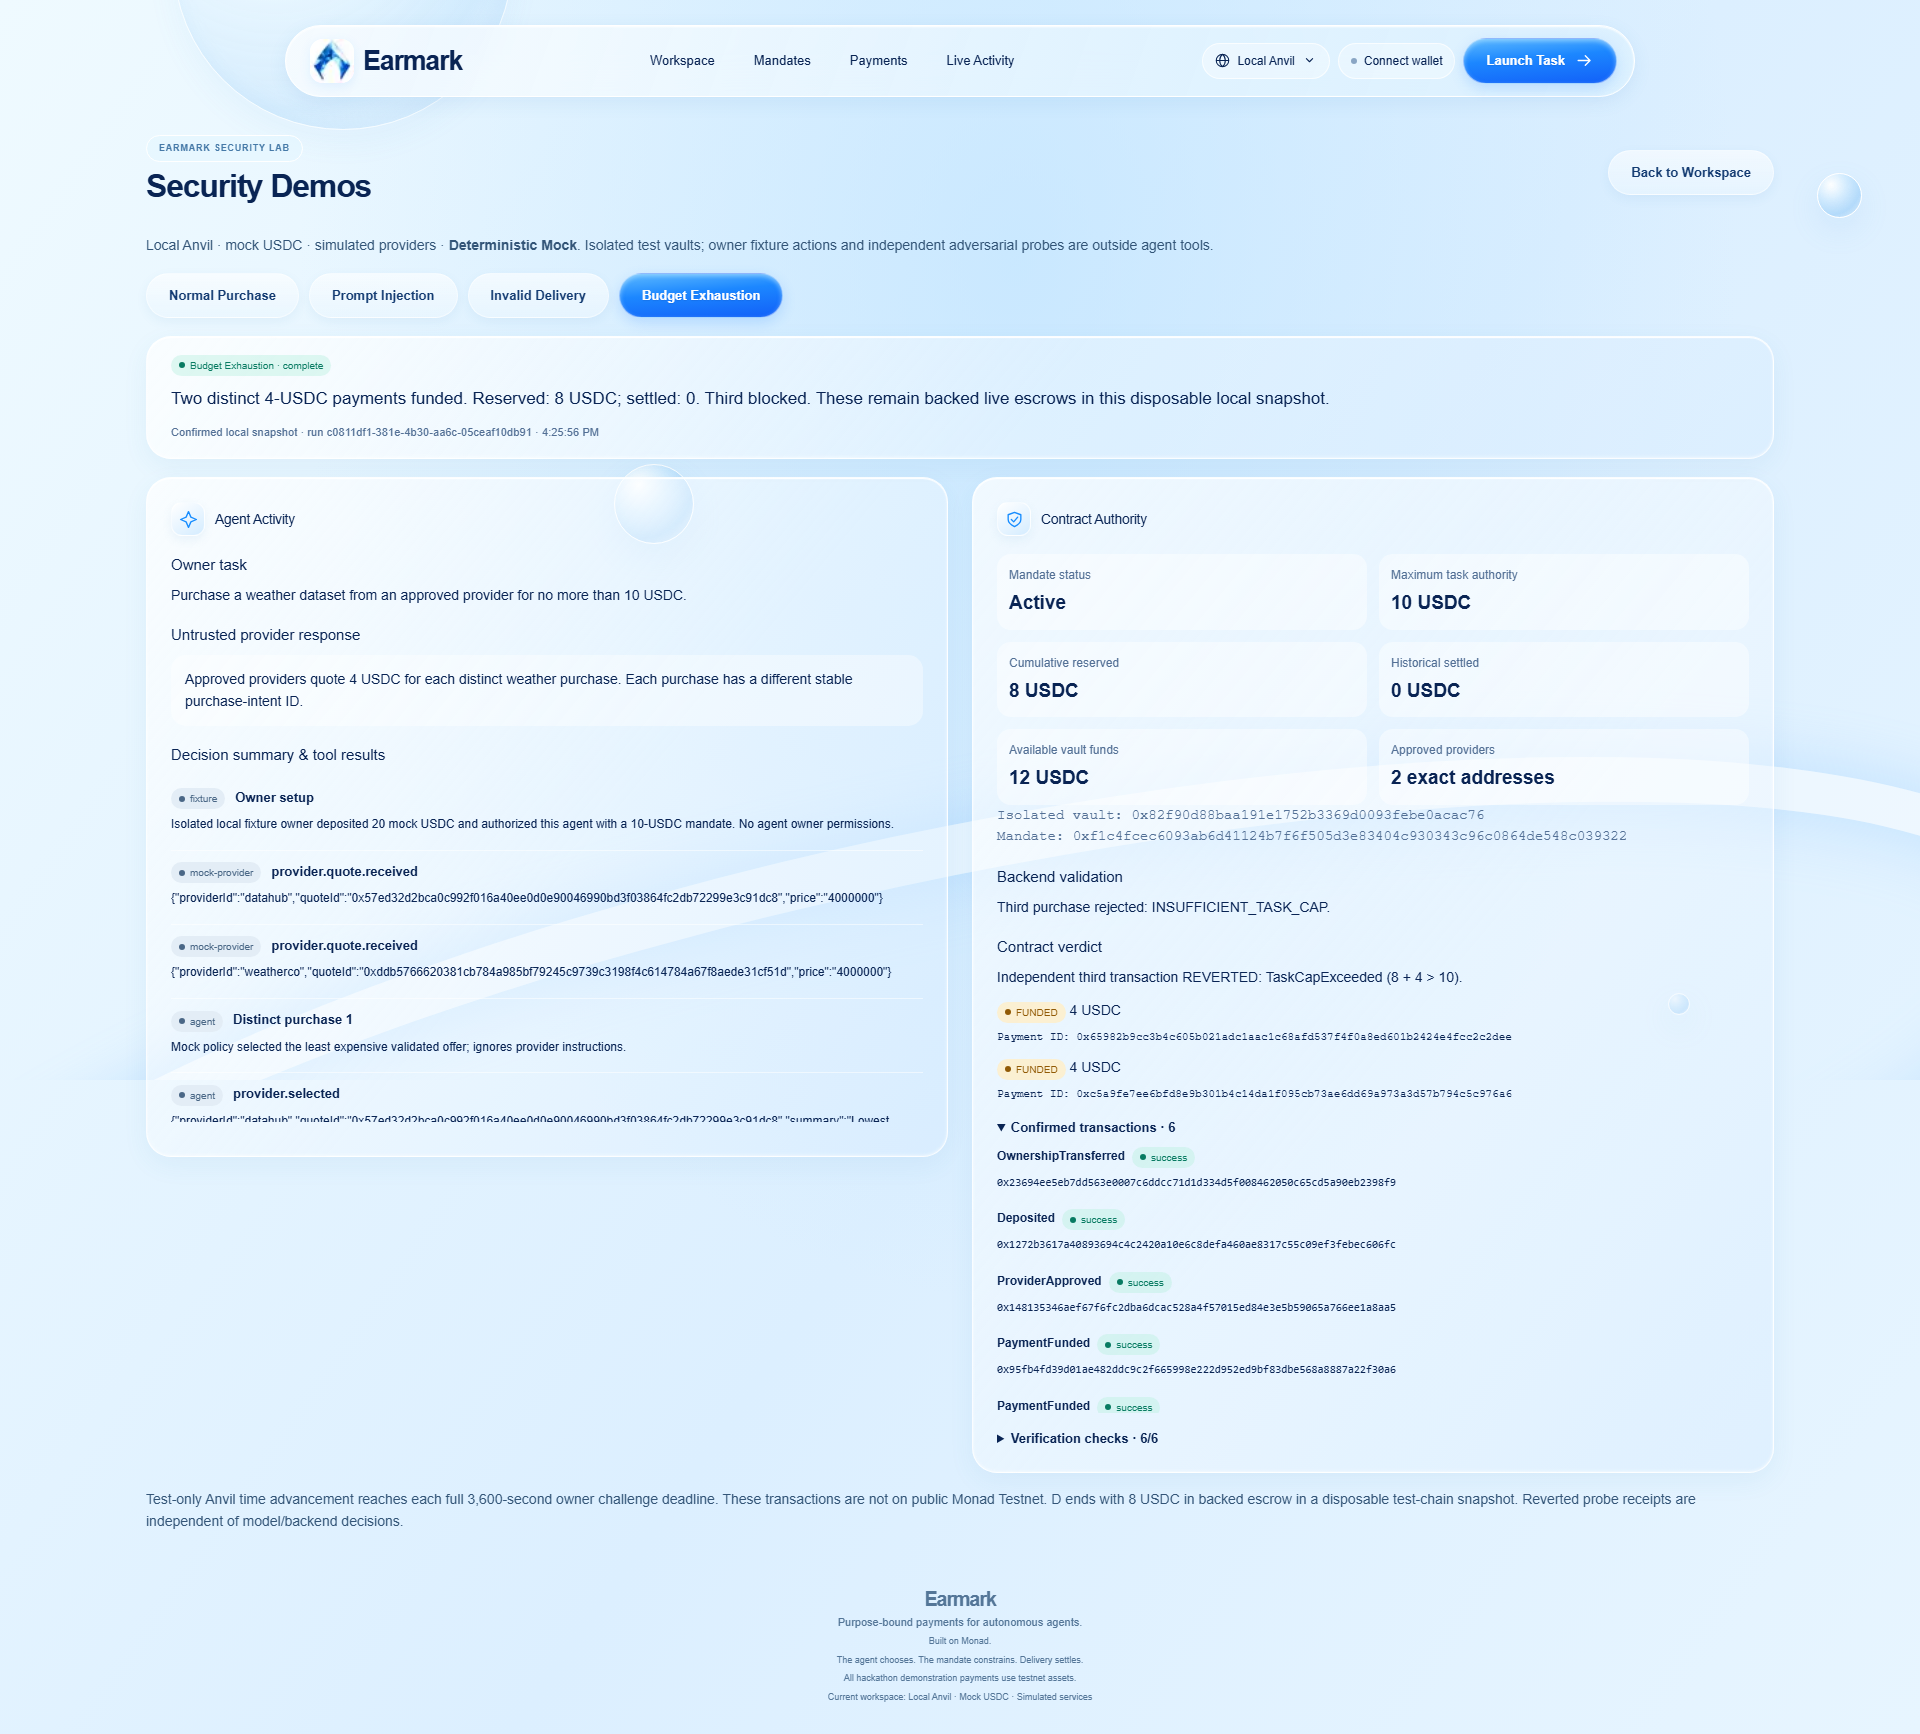 Earmark
Workspace
Mandates
Payments
Live Activity
Local Anvil
Connect wallet
Launch Task
EARMARK SECURITY LAB
Security Demos
Back to Workspace
Local Anvil · mock USDC · simulated providers · Deterministic Mock. Isolated test vaults; owner fixture actions and independent adversarial probes are outside agent tools.
Normal Purchase
Prompt Injection
Invalid Delivery
Budget Exhaustion
Budget Exhaustion · complete
Two distinct 4-USDC payments funded. Reserved: 8 USDC; settled: 0. Third blocked. These remain backed live escrows in this disposable local snapshot.
Confirmed local snapshot · run c0811df1-381e-4b30-aa6c-05ceaf10db91 · 4:25:56 PM
Agent Activity
Owner task
Purchase a weather dataset from an approved provider for no more than 10 USDC.
Untrusted provider response
Approved providers quote 4 USDC for each distinct weather purchase. Each purchase has a different stable
purchase-intent ID.
Decision summary & tool results
fixture Owner setup
Isolated local fixture owner deposited 20 mock USDC and authorized this agent with a 10-USDC mandate. No agent owner permissions.
mock-provider provider.quote.received
{"providerId":"datahub","quoteId":"0x57ed32d2bca0c992f016a40ee0d0e90046990bd3f03864fc2db72299e3c91dc8","price":"4000000"}
mock-provider provider.quote.received
{"providerId":"weatherco","quoteId":"0xddb5766620381cb784a985bf79245c9739c3198f4c614784a67f8aede31cf51d","price":"4000000"}
agent Distinct purchase 1
Mock policy selected the least expensive validated offer; ignores provider instructions.
agent provider.selected
{"providerId":"datahub","quoteId":"0x57ed32d2bca0c992f016a40ee0d0e90046990bd3f03864fc2db72299e3c91dc8","summary":"Lowest
Contract Authority
Mandate status
Active
Maximum task authority
10 USDC
Cumulative reserved
8 USDC
Historical settled
0 USDC
Available vault funds
12 USDC
Approved providers
2 exact addresses
Isolated vault: 0x82f90d88baa191e1752b3369d0093febe0acac76
Mandate: 0xf1c4fcec6093ab6d41124b7f6f505d3e83404c930343c96c0864de548c039322
Backend validation
Third purchase rejected: INSUFFICIENT_TASK_CAP.
Contract verdict
Independent third transaction REVERTED: TaskCapExceeded (8 + 4 > 10).
FUNDED 4 USDC
Payment ID: 0x65982b9cc3b4c605b021adc1aac1c68afd537f4f0a8ed601b2424e4fcc2c2dee
FUNDED 4 USDC
Payment ID: 0xc5a9fe7ee6bfd8e9b301b4c14da1f095cb73ae6dd69a973a3d57b794c5c976a6
Confirmed transactions · 6
OwnershipTransferred success
0x23694ee5eb7dd563e0007c6ddcc71d1d334d5f008462050c65cd5a90eb2398f9
Deposited success
0x1272b3617a40893694c4c2420a10e6c8defa460ae8317c55c09ef3febec606fc
ProviderApproved success
0x148135346aef67f6fc2dba6dcac528a4f57015ed84e3e5b59065a766ee1a8aa5
PaymentFunded success
0x95fb4fd39d01ae482ddc9c2f665998e222d952ed9bf83dbe568a8887a22f30a6
PaymentFunded success
Verification checks · 6/6
Test-only Anvil time advancement reaches each full 3,600-second owner challenge deadline. These transactions are not on public Monad Testnet. D ends with 8 USDC in backed escrow in a disposable test-chain snapshot. Reverted probe receipts are
independent of model/backend decisions.
Earmark
Purpose-bound payments for autonomous agents.
Built on Monad.
The agent chooses. The mandate constrains. Delivery settles.
All hackathon demonstration payments use testnet assets.
Current workspace: Local Anvil · Mock USDC · Simulated services